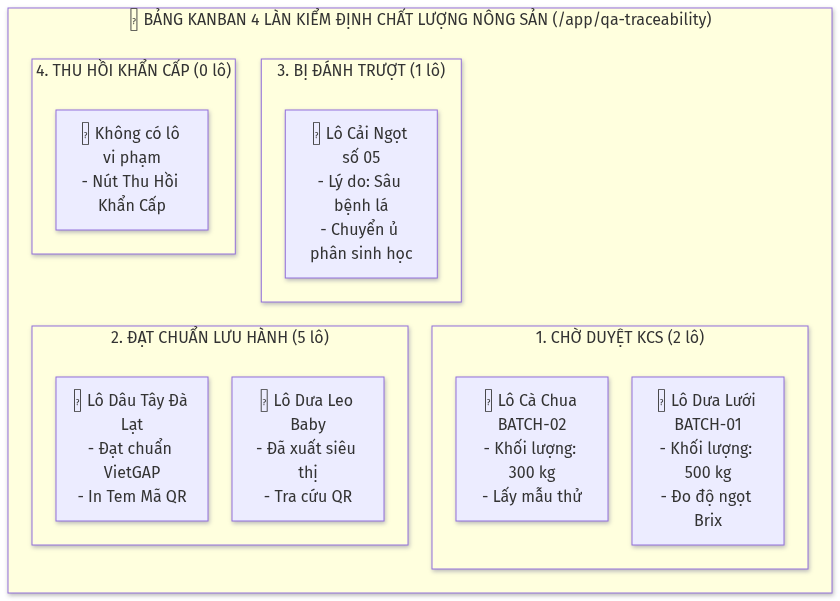 BẢNG KANBAN 4 LÀN KIỂM ĐỊNH CHẤT LƯỢNG NÔNG SẢN (/app/qa-traceability)
4. THU HỒI KHẨN CẤP (0 lô)
Không có lô
vi phạm
- Nút Thu Hồi
Khẩn Cấp
3. BỊ ĐÁNH TRƯỢT (1 lô)
Lô Cải Ngọt
số 05
- Lý do: Sâu
bệnh lá
- Chuyển ủ
phân sinh học
2. ĐẠT CHUẨN LƯU HÀNH (5 lô)
Lô Dâu Tây Đà
Lạt
- Đạt chuẩn
VietGAP
- In Tem Mã QR
Lô Dưa Leo
Baby
- Đã xuất siêu
thị
- Tra cứu QR
1. CHỜ DUYỆT KCS (2 lô)
Lô Cà Chua
BATCH-02
- Khối lượng:
300 kg
- Lấy mẫu thử
Lô Dưa Lưới
BATCH-01
- Khối lượng:
500 kg
- Đo độ ngọt
Brix